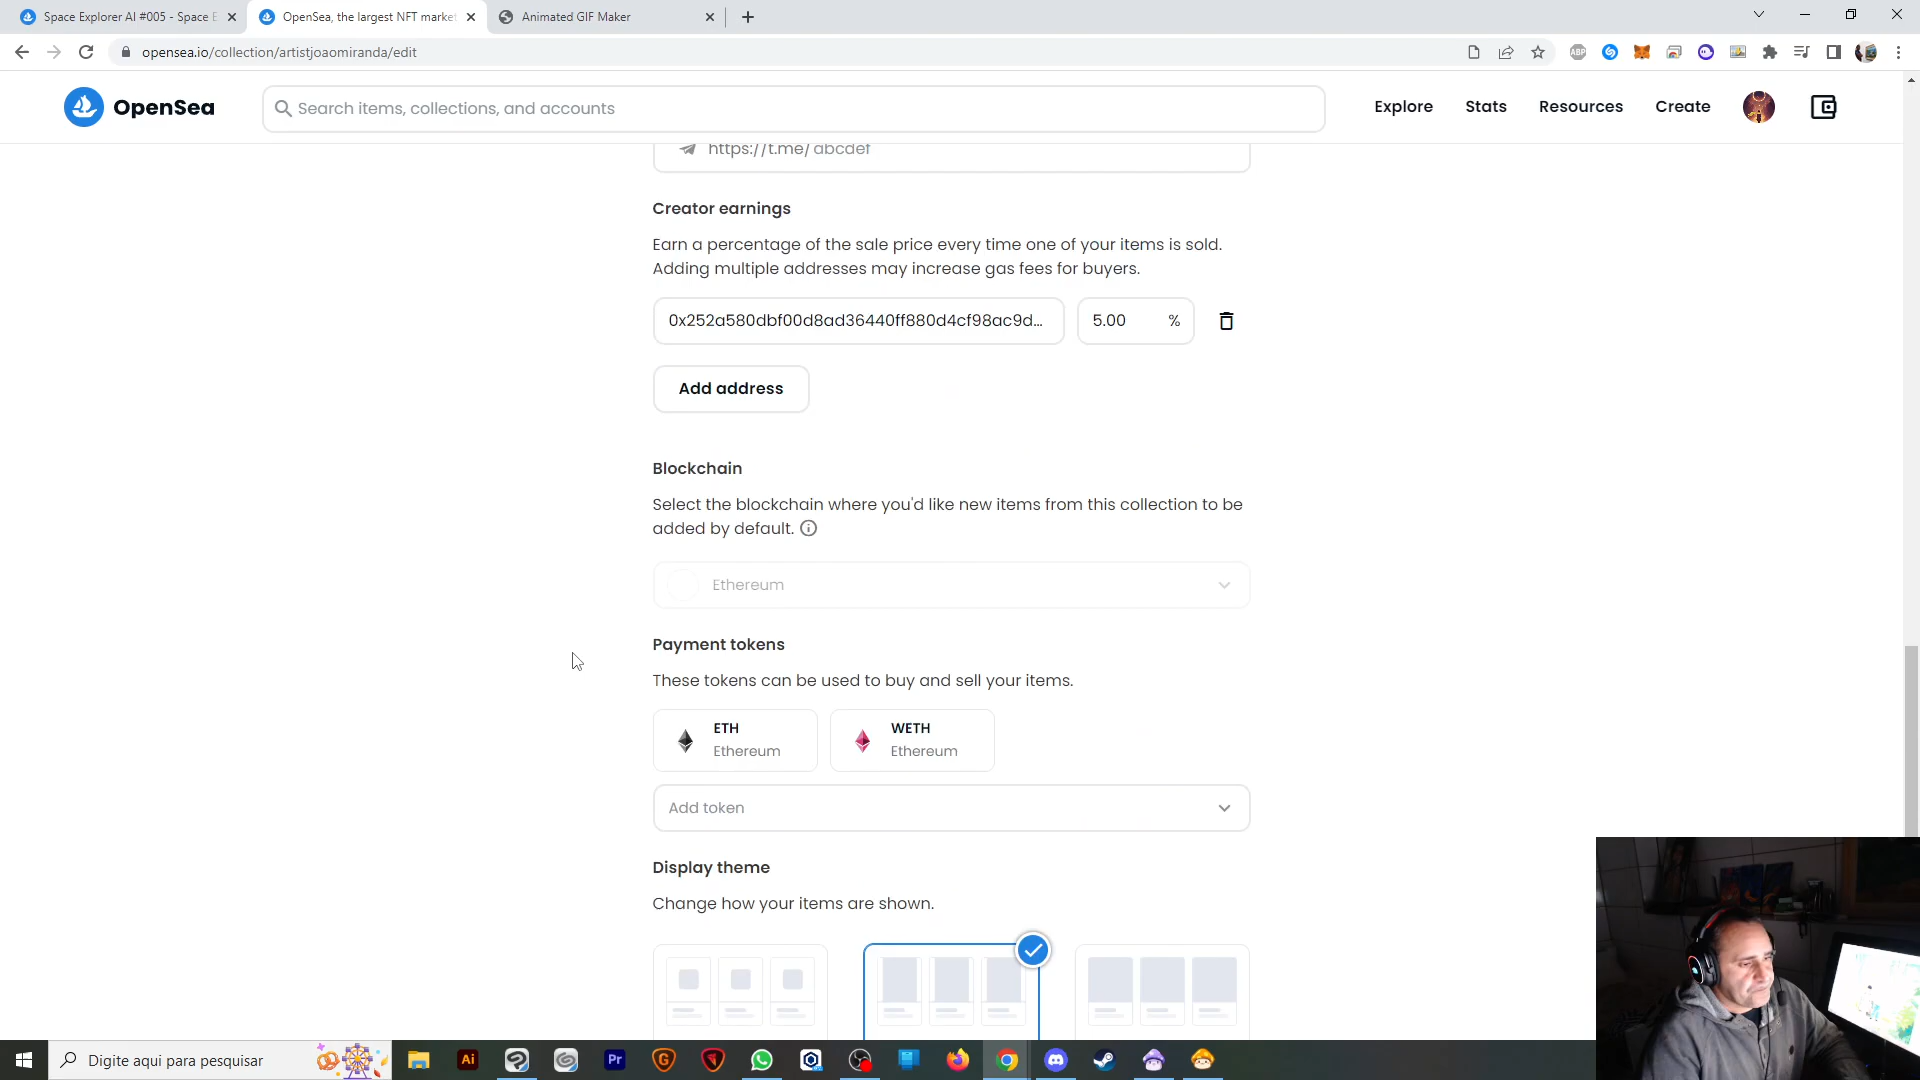 Space Explorer AI #005 - Space E
OpenSea, the largest NFT market
Animated GIF Maker
opensea.io/collection/artistjoaomiranda/edit
ABP
OpenSea
Search items, collections, and accounts
Explore
Stats
Resources
Create
https://t.me/ abcdef
Creator earnings
Earn a percentage of the sale price every time one of your items is sold.
Adding multiple addresses may increase gas fees for buyers.
0x252a580dbf00d8ad36440ff880d4cf98ac9d...
5.00 %
Add address
Blockchain
Select the blockchain where you'd like new items from this collection to be
added by default.
Ethereum
Payment tokens
These tokens can be used to buy and sell your items.
ETH
Ethereum
WETH
Ethereum
Add token
Display theme
Change how your items are shown.
Digite aqui para pesquisar
Ai
Pr